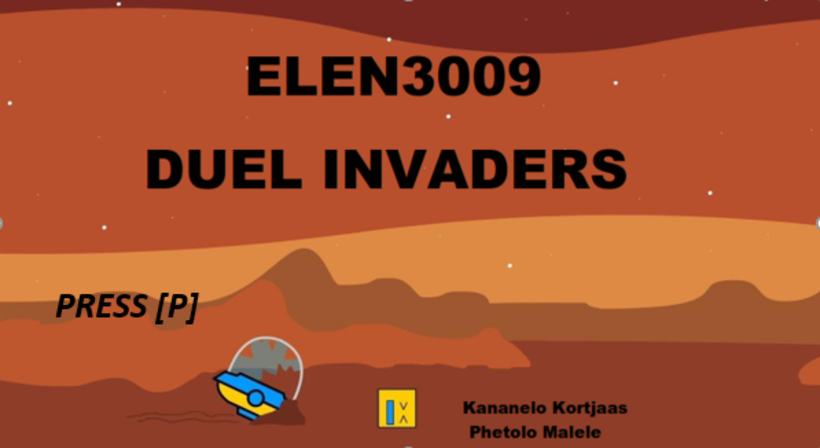 ELEN3009
DUEL INVADERS
PRESS [P]
Kananelo Kortjaas
Phetolo Malele